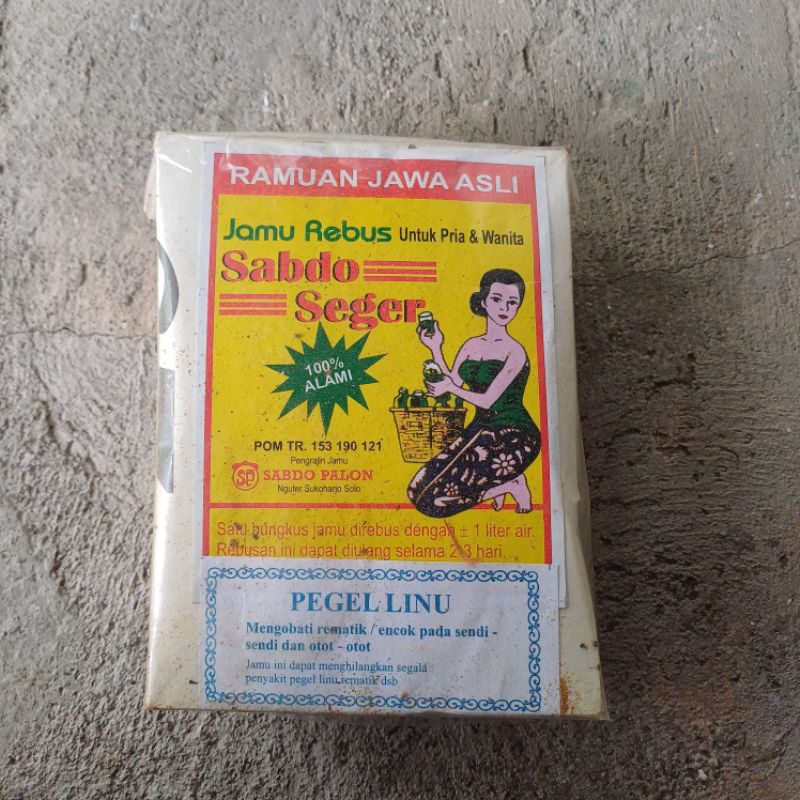 RAMUAN JAWA ASLI
Jamu Rebus Untuk Pria & Wanita
Sabdo
Seger
100%
ALAMI
POM TR. 153 190 121
Pengrajin Jamu
SP SABDO PALON
Nguter Sukoharjo Solo
Satu bungkus jamu direbus dengan ± 1 liter air.
Rebusan ini dapat diulang selama 2-3 hari.
PEGEL LINU
Mengobati rematik / encok pada sendi -
sendi dan otot - otot
Jamu ini dapat menghilangkan segala
penyakit pegel linu rematik dsb